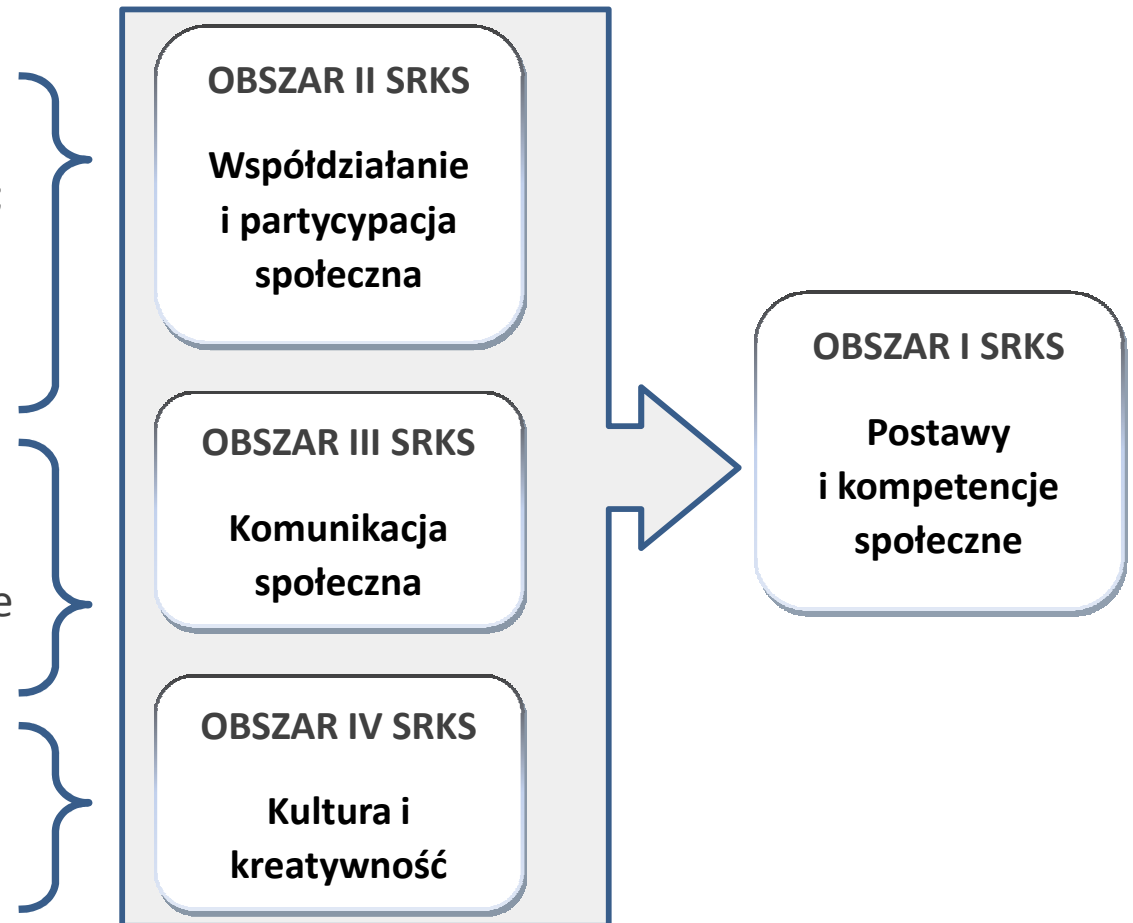 OBSZAR II SRKS
Współdziałanie
i partycypacja
społeczna
OBSZAR III SRKS
Komunikacja
społeczna
OBSZAR IV SRKS
Kultura i
kreatywność
OBSZAR I SRKS
Postawy
i kompetencje
społeczne